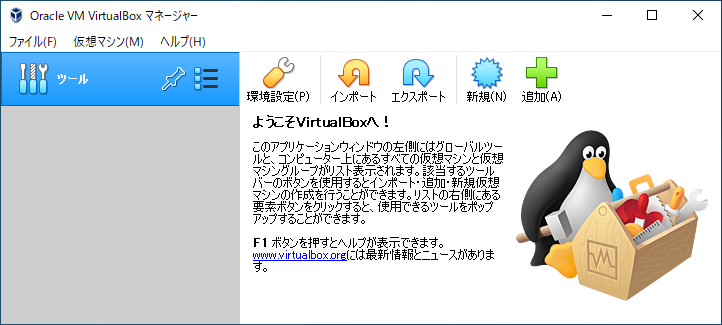 Oracle VM VirtualBox マネージャー
ファイル(F) 仮想マシン(M) ヘルプ(H)
ツール
環境設定(P) インポート エクスポート 新規(N) 追加(A)
ようこそVirtualBoxへ！
このアプリケーションウィンドウの左側にはグローバルツー
ルと、コンピューター上にあるすべての仮想マシンと仮想
マシングループがリスト表示されます。該当するツール
バーのボタンを使用するとインポート・追加・新規仮想
マシンの作成を行うことができます。リストの右側にある
要素ボタンをクリックすると、使用できるツールをポップ
アップすることができます。
F1 ボタンを押すとヘルプが表示できます。
www.virtualbox.orgには最新情報とニュースがありま
す。